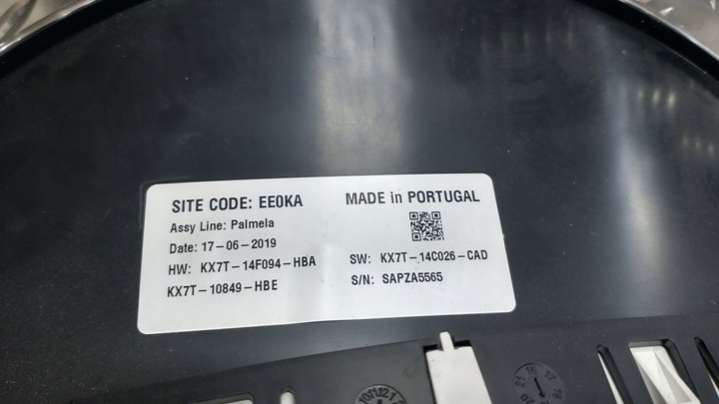 SITE CODE: EE0KA
MADE in PORTUGAL
Assy Line: Palmela
Date: 17-06-2019
HW: KX7T-14F094-HBA
SW: KX7T-14C026-CAD
KX7T-10849-HBE
S/N: SAPZA5565